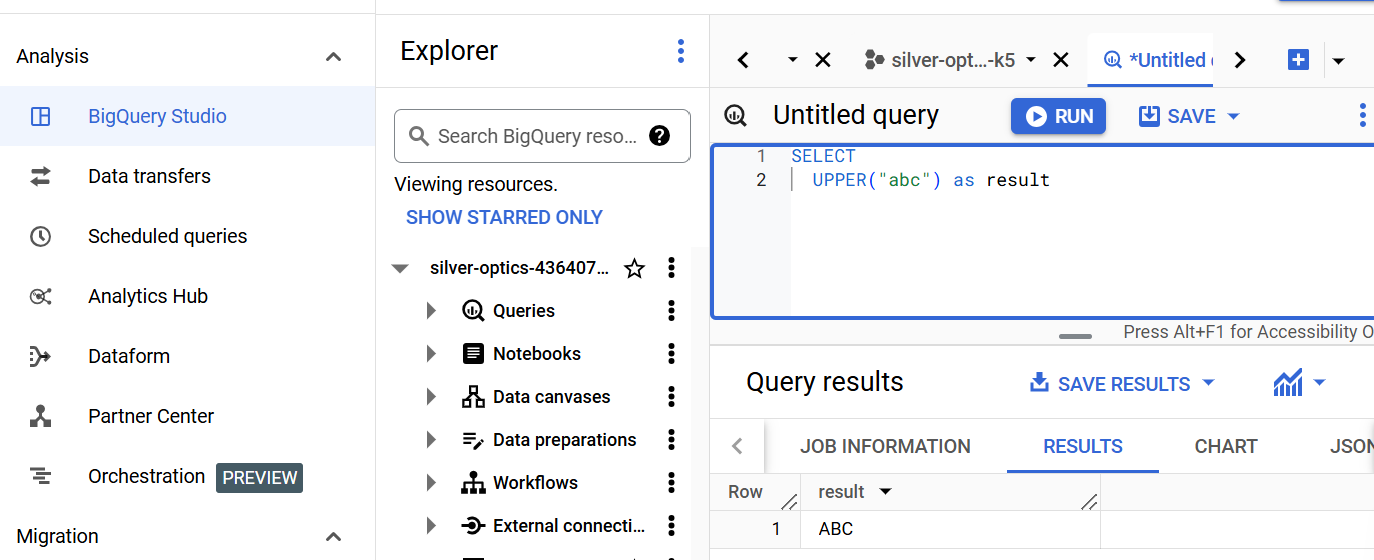 Analysis
BigQuery Studio
Data transfers
Scheduled queries
Analytics Hub
Dataform
Partner Center
Orchestration PREVIEW
Migration
Explorer
Search BigQuery reso...
Viewing resources.
SHOW STARRED ONLY
silver-optics-436407...
Queries
Notebooks
Data canvases
Data preparations
Workflows
External connecti...
silver-opt...-k5
*Untitled
Untitled query
RUN
SAVE
1 SELECT
2 UPPER("abc") as result
Press Alt+F1 for Accessibility O
Query results
SAVE RESULTS
JOB INFORMATION RESULTS CHART JSON
Row result
1 ABC